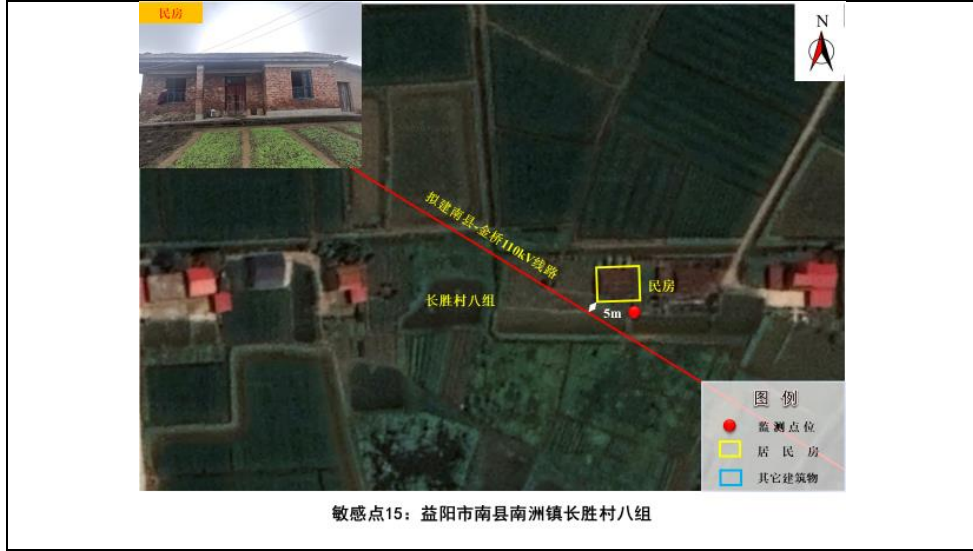 民房
N
拟建南县-金桥110kV线路
长胜村八组
民房
5m
图 例
监测点位
居 民 房
其它建筑物
敏感点15：益阳市南县南洲镇长胜村八组